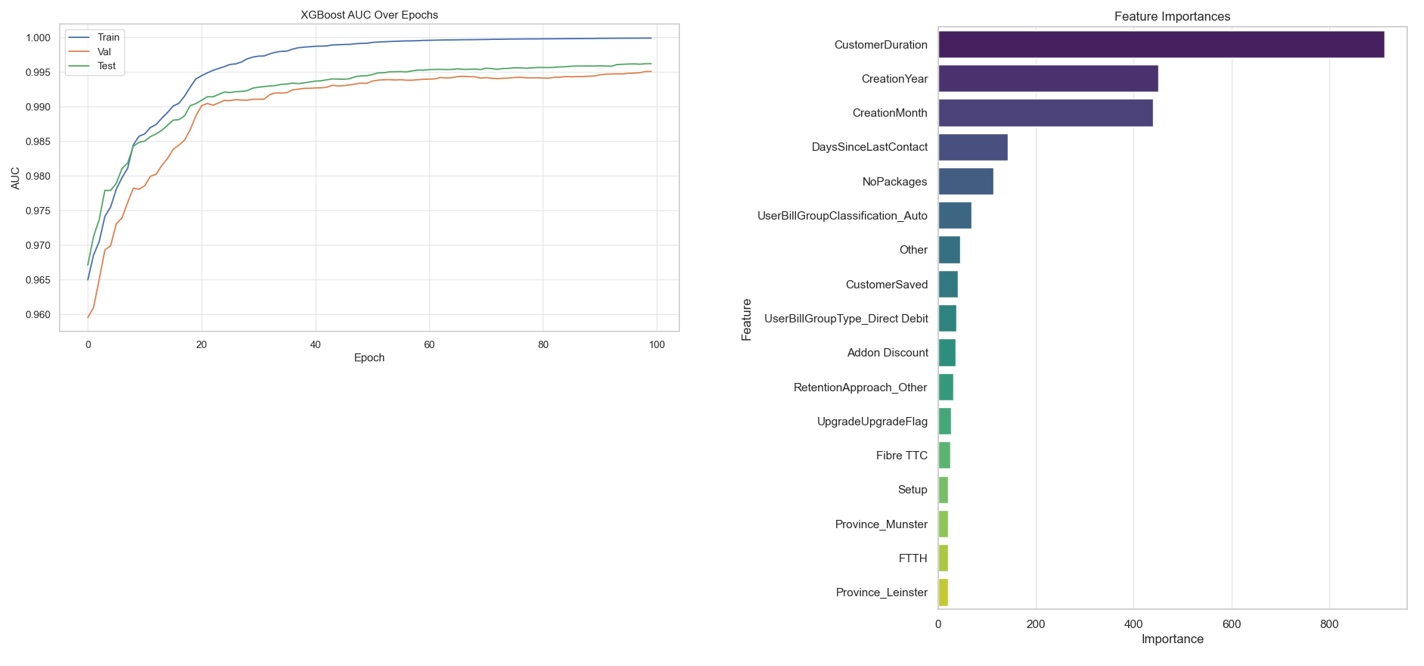 XGBoost AUC Over Epochs
Train
Val
Test
1.000
0.995
0.990
0.985
0.980
0.975
0.970
0.965
0.960
AUC
0
20
40
60
80
100
Epoch
Feature Importances
CustomerDuration
CreationYear
CreationMonth
DaysSinceLastContact
NoPackages
UserBillGroupClassification_Auto
Other
CustomerSaved
UserBillGroupType_Direct Debit
Addon Discount
RetentionApproach_Other
UpgradeUpgradeFlag
Fibre TTC
Setup
Province_Munster
FTTH
Province_Leinster
Feature
0
200
400
600
800
Importance